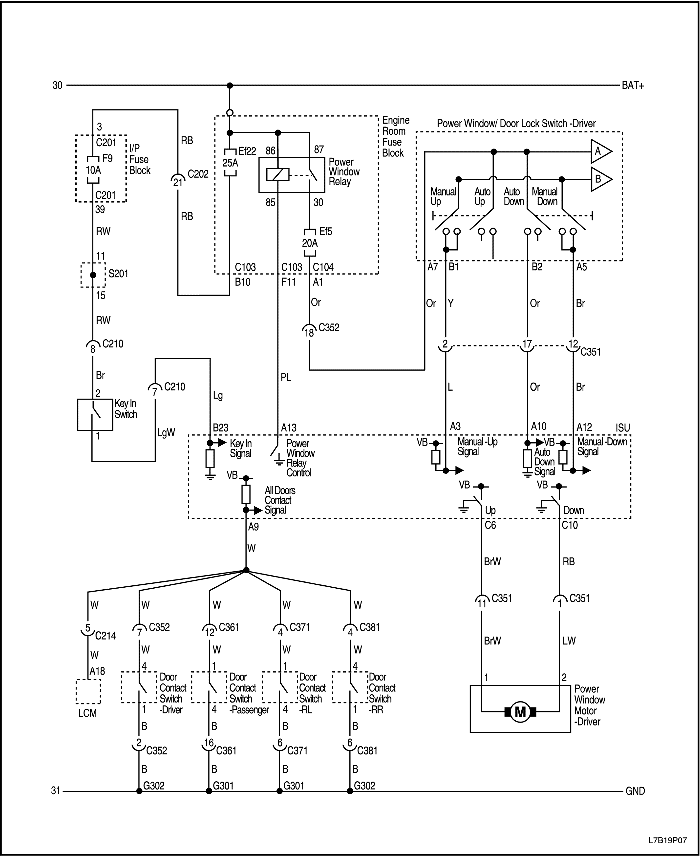 30
BAT+
3
C201
F9
10A
C201
39
I/P
Fuse
Block
RB
21
C202
RB
RW
11
S201
15
RW
8
C210
Br
2
Key In
Switch
1
7
C210
LgW
Lg
Ef22
25A
86
87
Power
Window
Relay
85
30
Ef5
20A
Engine
Room
Fuse
Block
C103
B10
C103
F11
C104
A1
Or
18
C352
PL
Power Window/ Door Lock Switch -Driver
A
B
Manual
Up
Auto
Up
Auto
Down
Manual
Down
A7
B1
B2
A5
Or
Y
Or
Br
2
17
12
C351
L
Or
Br
B23
A13
A3
A10
A12
ISU
Key In
Signal
Power
Window
Relay
Control
VB
All Doors
Contact
Signal
VB
Manual-Up
Signal
VB
Auto
Down
Signal
Manual-Down
Signal
VB
Up
VB
Down
A9
C6
C10
W
BrW
RB
11
C351
1
C351
BrW
LW
1
2
M
Power
Window
Motor
-Driver
W
W
W
W
W
5
C214
7
C352
12
C361
4
C371
4
C381
W
W
W
W
W
A18
LCM
4
Door
Contact
Switch
-Driver
1
1
Door
Contact
Switch
-Passenger
4
1
Door
Contact
Switch
-RL
4
4
Door
Contact
Switch
-RR
1
B
B
B
B
2
C352
16
C361
6
C371
6
C381
B
B
B
B
31
G302
G301
G301
G302
GND
L7B19P07